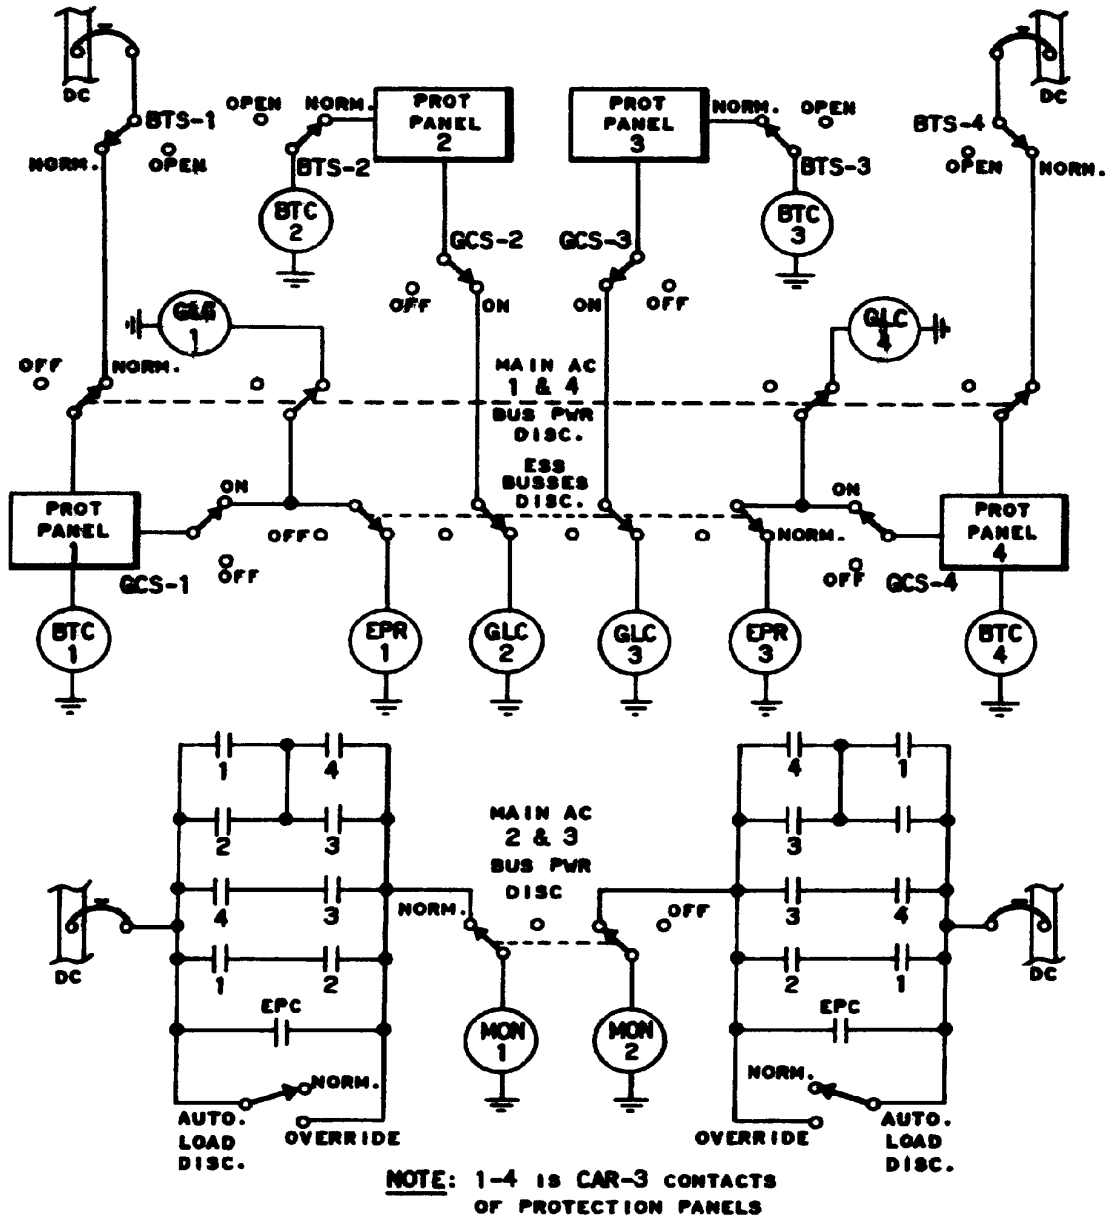 DC
DC
BTS-1
NORM.
OPEN
OPEN
NORM.
BTS-2
PROT
PANEL
2
PROT
PANEL
3
NORM.
OPEN
BTS-3
BTS-4
OPEN
NORM.
BTC
2
BTC
3
GCS-2
OFF
ON
GCS-3
ON
OFF
1
GLC
4
OFF
NORM.
MAIN AC
1 & 4
BUS PWR
DISC.
ESS
BUSSES
DISC.
PROT
PANEL
1
ON
OFF
GCS-1
OFF
NORM.
ON
OFF
GCS-4
PROT
PANEL
4
BTC
1
EPR
1
GLC
2
GLC
3
EPR
3
BTC
4
1
4
2
3
4
3
1
2
EPC
NORM.
AUTO.
LOAD
DISC.
OVERRIDE
DC
MAIN AC
2 & 3
BUS PWR
DISC
NORM.
OFF
MON
1
MON
2
4
1
3
3
4
2
1
EPC
NORM.
OVERRIDE
AUTO.
LOAD
DISC.
DC
NOTE: 1-4 IS CAR-3 CONTACTS
OF PROTECTION PANELS